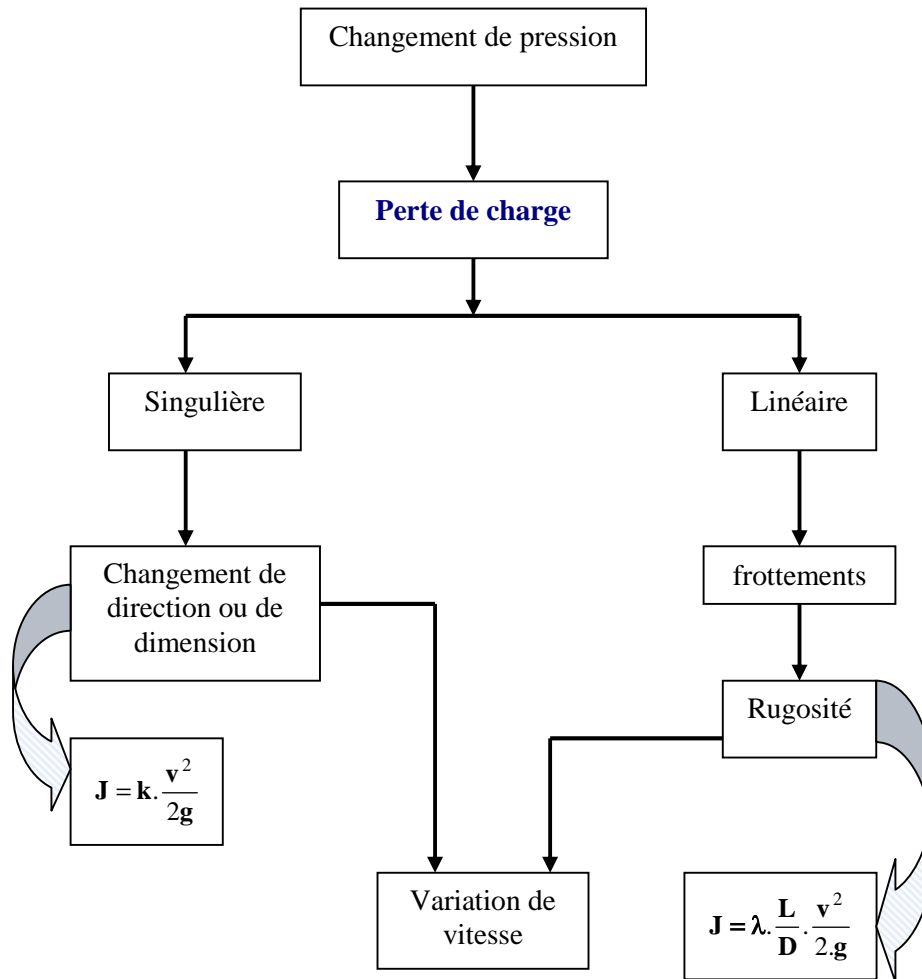 Changement de pression
Perte de charge
Singulière
Linéaire
Changement de
direction ou de
dimension
frottements
Rugosité
J = k. v²/2g
Variation de
vitesse
J = λ. L/D . v²/2.g